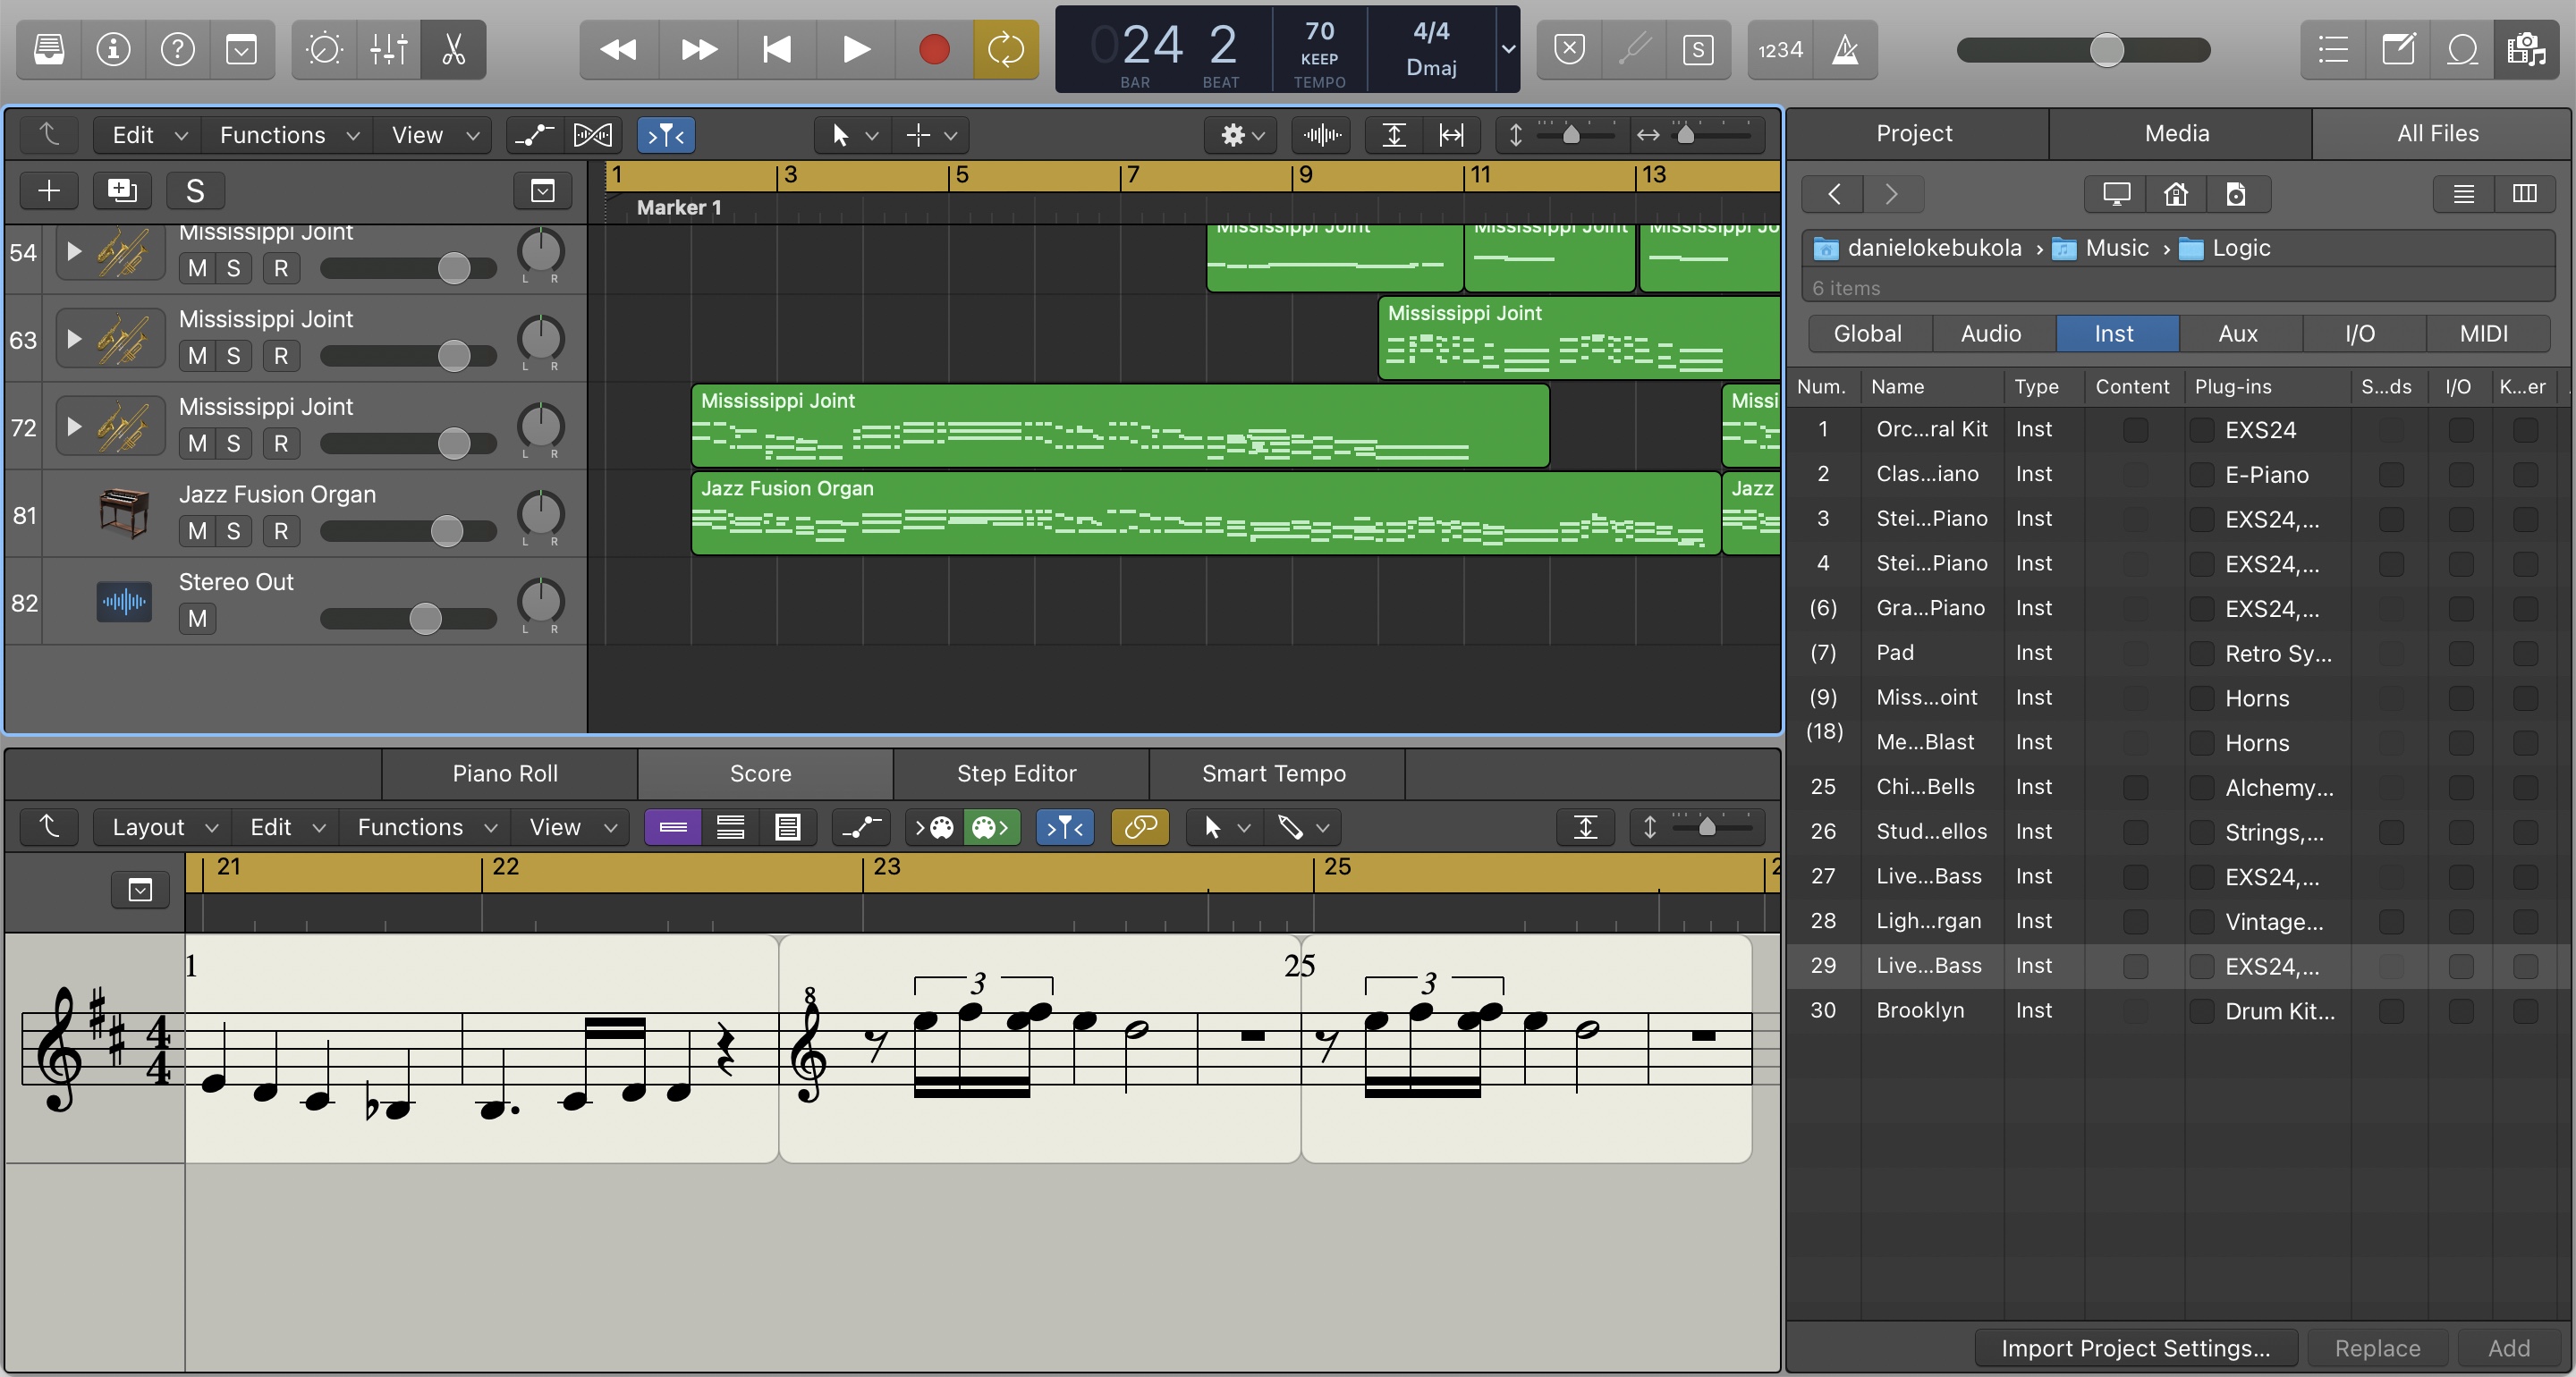 024 2
BAR BEAT
70
KEEP
TEMPO
4/4
Dmaj
S
1234
Edit Functions View
S
1 3 5 7 9 11 13
Marker 1
54 Mississippi Joint
M S R
L R
Mississippi Joint Mississippi Joint Mississippi Jo
63 Mississippi Joint
M S R
L R
Mississippi Joint
72 Mississippi Joint
M S R
L R
Mississippi Joint Missi
81 Jazz Fusion Organ
M S R
L R
Jazz Fusion Organ Jazz
82 Stereo Out
M
L R
Piano Roll Score Step Editor Smart Tempo
Layout Edit Functions View
21 22 23 25 2
1 25
3 3
8
4
4
Project Media All Files
danielokebukola › Music › Logic
6 items
Global Audio Inst Aux I/O MIDI
Num. Name Type Content Plug-ins S...ds I/O K...er
1 Orc...ral Kit Inst EXS24
2 Clas...iano Inst E-Piano
3 Stei...Piano Inst EXS24,...
4 Stei...Piano Inst EXS24,...
(6) Gra...Piano Inst EXS24,...
(7) Pad Inst Retro Sy...
(9) Miss...oint Inst Horns
(18) Me...Blast Inst Horns
25 Chi...Bells Inst Alchemy...
26 Stud...ellos Inst Strings,...
27 Live...Bass Inst EXS24,...
28 Ligh...rgan Inst Vintage...
29 Live...Bass Inst EXS24,...
30 Brooklyn Inst Drum Kit...
Import Project Settings... Replace Add